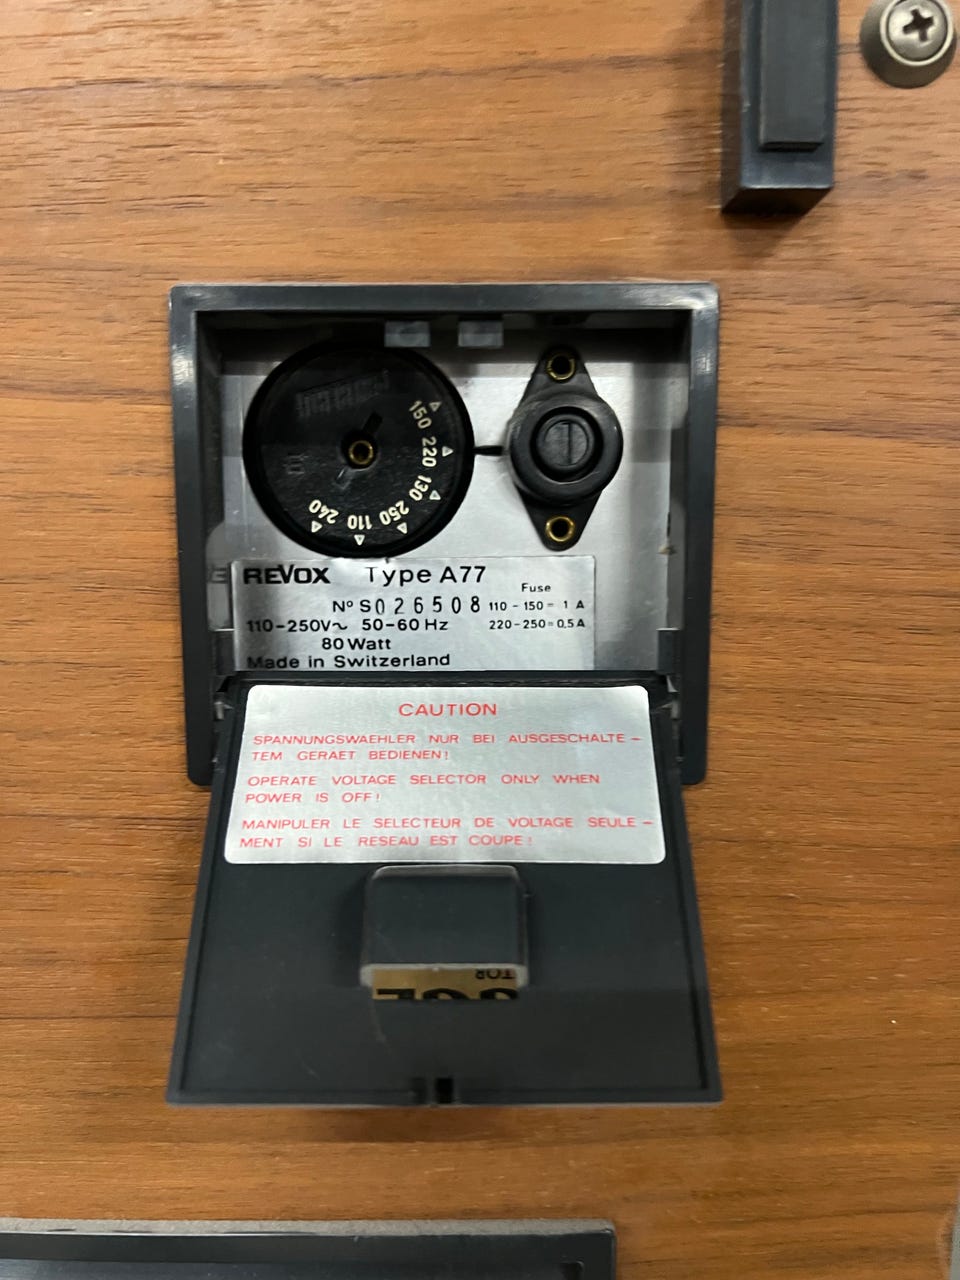 150
220
130
250
110
240
REVOX Type A77
Nº S026508
110-250V~ 50-60 Hz
80 Watt
Made in Switzerland
Fuse
110 - 150 = 1 A
220 - 250 = 0,5 A
CAUTION
SPANNUNGSWAEHLER NUR BEI AUSGESCHALTE -
TEM GERAET BEDIENEN!
OPERATE VOLTAGE SELECTOR ONLY WHEN
POWER IS OFF!
MANIPULER LE SELECTEUR DE VOLTAGE SEULE -
MENT SI LE RESEAU EST COUPE!
TOR